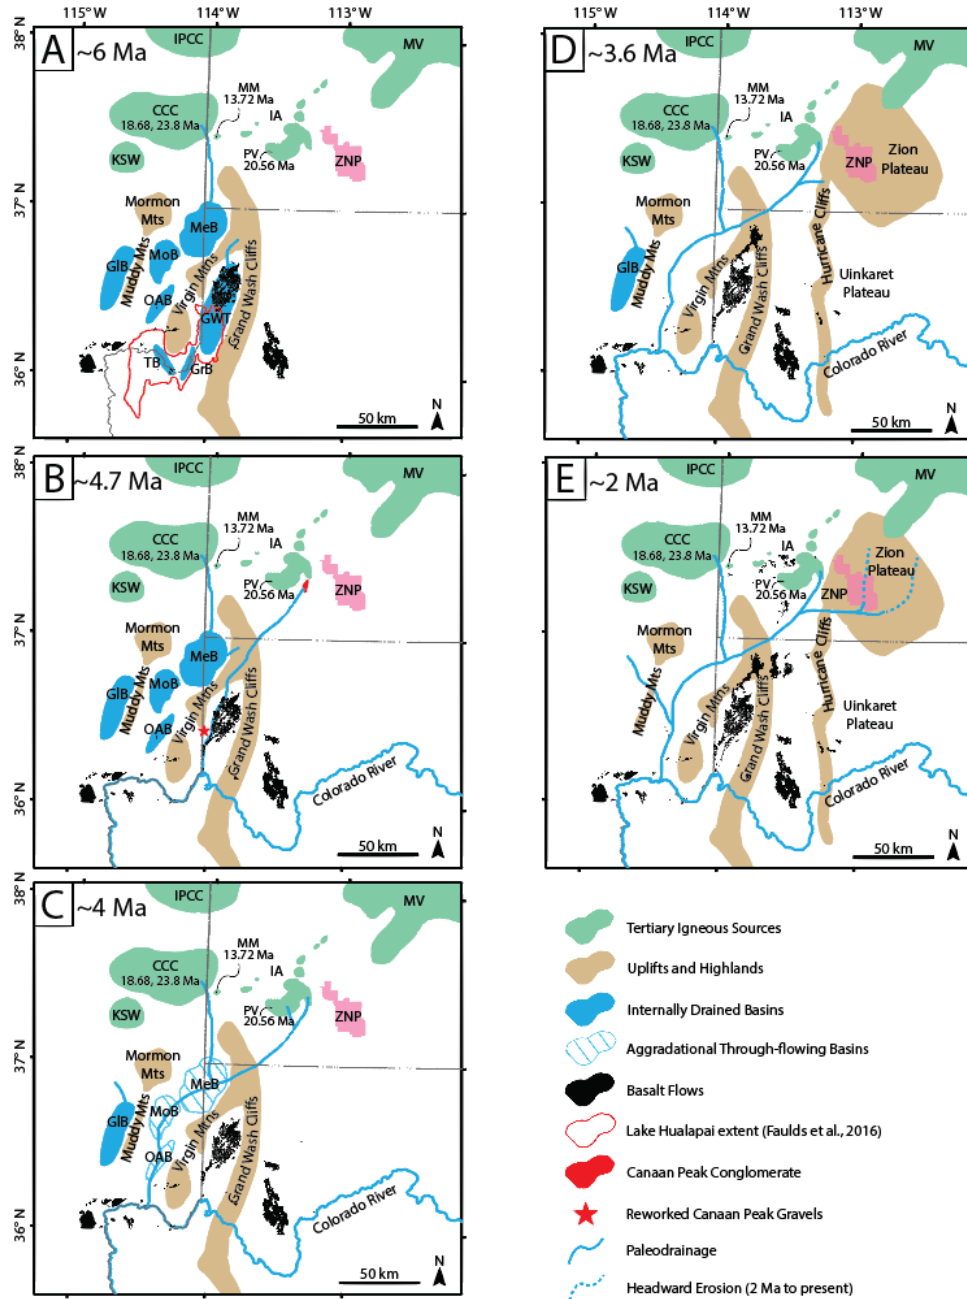 115°W 114°W 113°W
115°W 114°W 113°W
38°N
37°N
36°N
A ~6 Ma
IPCC
MV
MM
13.72 Ma
CCC
18.68, 23.8 Ma
IA
KSW
PV
20.56 Ma
ZNP
Mormon
Mts
MeB
MoB
GlB
Muddy Mts
OAB
Virgin Mtns
Grand Wash Cliffs
GWT
TB
GrB
50 km
N
D ~3.6 Ma
IPCC
MV
MM
13.72 Ma
CCC
18.68, 23.8 Ma
IA
KSW
PV
20.56 Ma
ZNP
Zion
Plateau
Mormon
Mts
GlB
Muddy Mts
Virgin Mtns
Grand Wash Cliffs
Hurricane Cliffs
Uinkaret
Plateau
Colorado River
50 km
N
38°N
37°N
36°N
B ~4.7 Ma
IPCC
MV
MM
13.72 Ma
CCC
18.68, 23.8 Ma
IA
KSW
PV
20.56 Ma
ZNP
Mormon
Mts
MeB
MoB
GlB
Muddy Mts
OAB
Virgin Mtns
Grand Wash Cliffs
Colorado River
50 km
N
E ~2 Ma
IPCC
MV
MM
13.72 Ma
CCC
18.68, 23.8 Ma
IA
KSW
PV
20.56 Ma
ZNP
Zion
Plateau
Mormon
Mts
Muddy Mts
Virgin Mtns
Grand Wash Cliffs
Hurricane Cliffs
Uinkaret
Plateau
Colorado River
50 km
N
38°N
37°N
36°N
C ~4 Ma
IPCC
MV
MM
13.72 Ma
CCC
18.68, 23.8 Ma
IA
KSW
PV
20.56 Ma
ZNP
Mormon
Mts
MeB
MoB
GlB
Muddy Mts
OAB
Virgin Mtns
Grand Wash Cliffs
Colorado River
50 km
N
Tertiary Igneous Sources
Uplifts and Highlands
Internally Drained Basins
Aggradational Through-flowing Basins
Basalt Flows
Lake Hualapai extent (Faulds et al., 2016)
Canaan Peak Conglomerate
Reworked Canaan Peak Gravels
Paleodrainage
Headward Erosion (2 Ma to present)